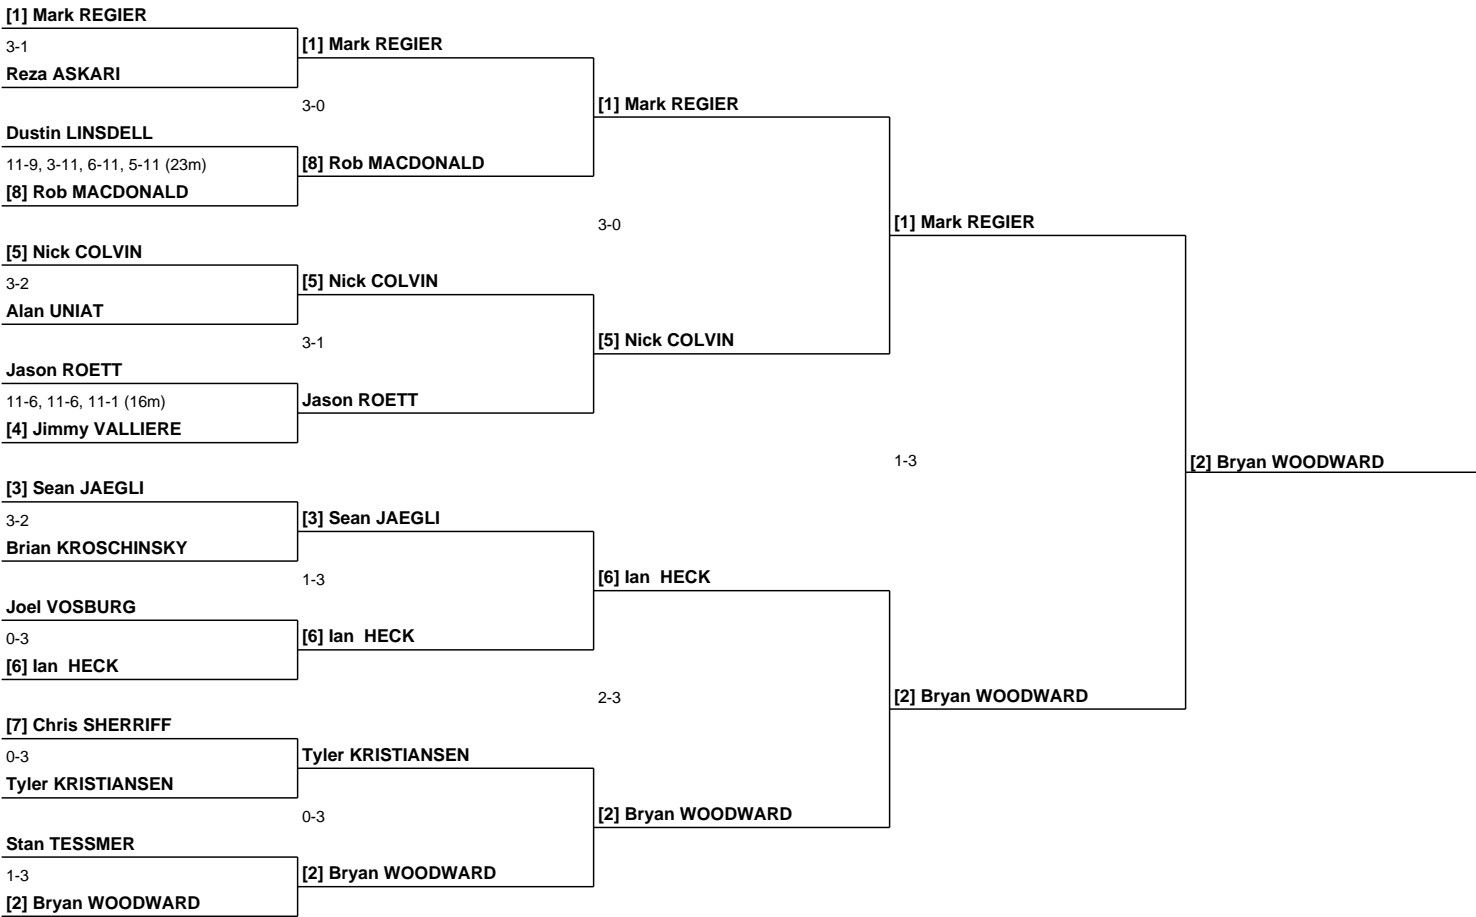 [1] Mark REGIER
3-1
Reza ASKARI
Dustin LINSDELL
11-9, 3-11, 6-11, 5-11 (23m)
[8] Rob MACDONALD
[5] Nick COLVIN
3-2
Alan UNIAT
Jason ROETT
11-6, 11-6, 11-1 (16m)
[4] Jimmy VALLIERE
[3] Sean JAEGLI
3-2
Brian KROSCHINSKY
Joel VOSBURG
0-3
[6] Ian  HECK
[7] Chris SHERRIFF
0-3
Tyler KRISTIANSEN
Stan TESSMER
1-3
[2] Bryan WOODWARD
[1] Mark REGIER
3-0
[8] Rob MACDONALD
[5] Nick COLVIN
3-1
Jason ROETT
[3] Sean JAEGLI
1-3
[6] Ian  HECK
Tyler KRISTIANSEN
0-3
[2] Bryan WOODWARD
[1] Mark REGIER
3-0
[5] Nick COLVIN
[6] Ian  HECK
2-3
[2] Bryan WOODWARD
[1] Mark REGIER
1-3
[2] Bryan WOODWARD
[2] Bryan WOODWARD